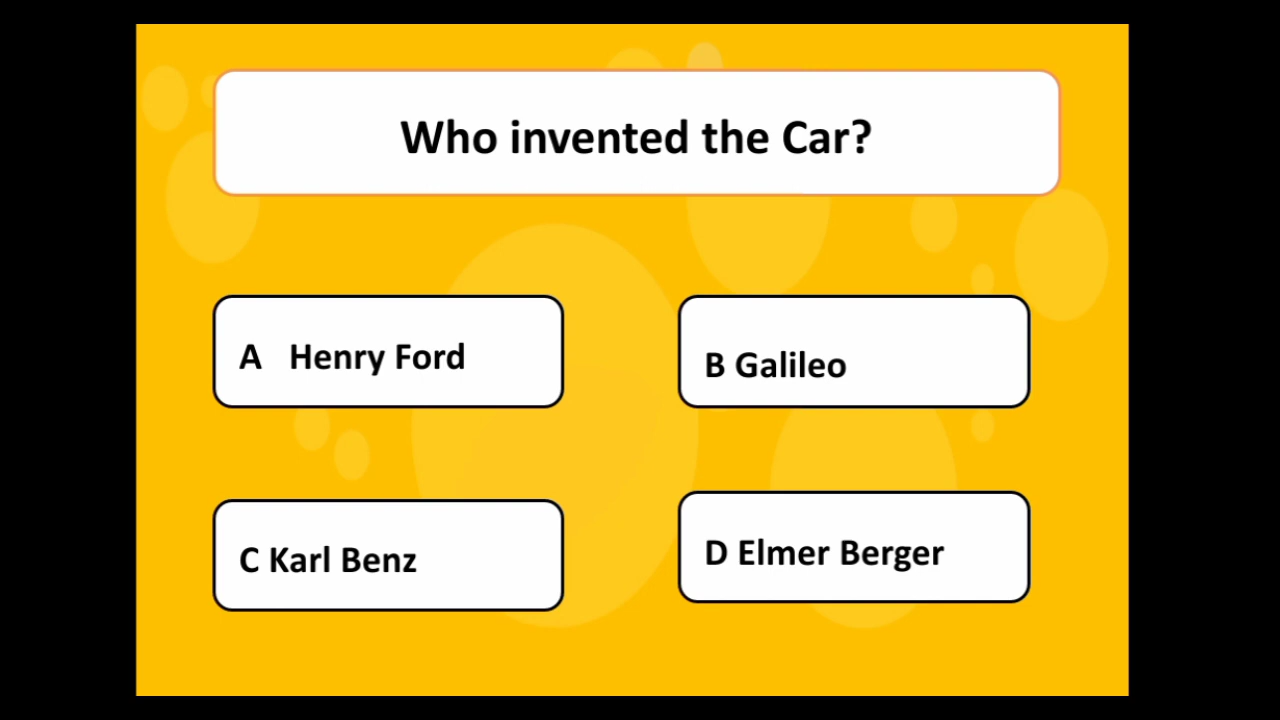 Who invented the Car?
A Henry Ford
B Galileo
C Karl Benz
D Elmer Berger